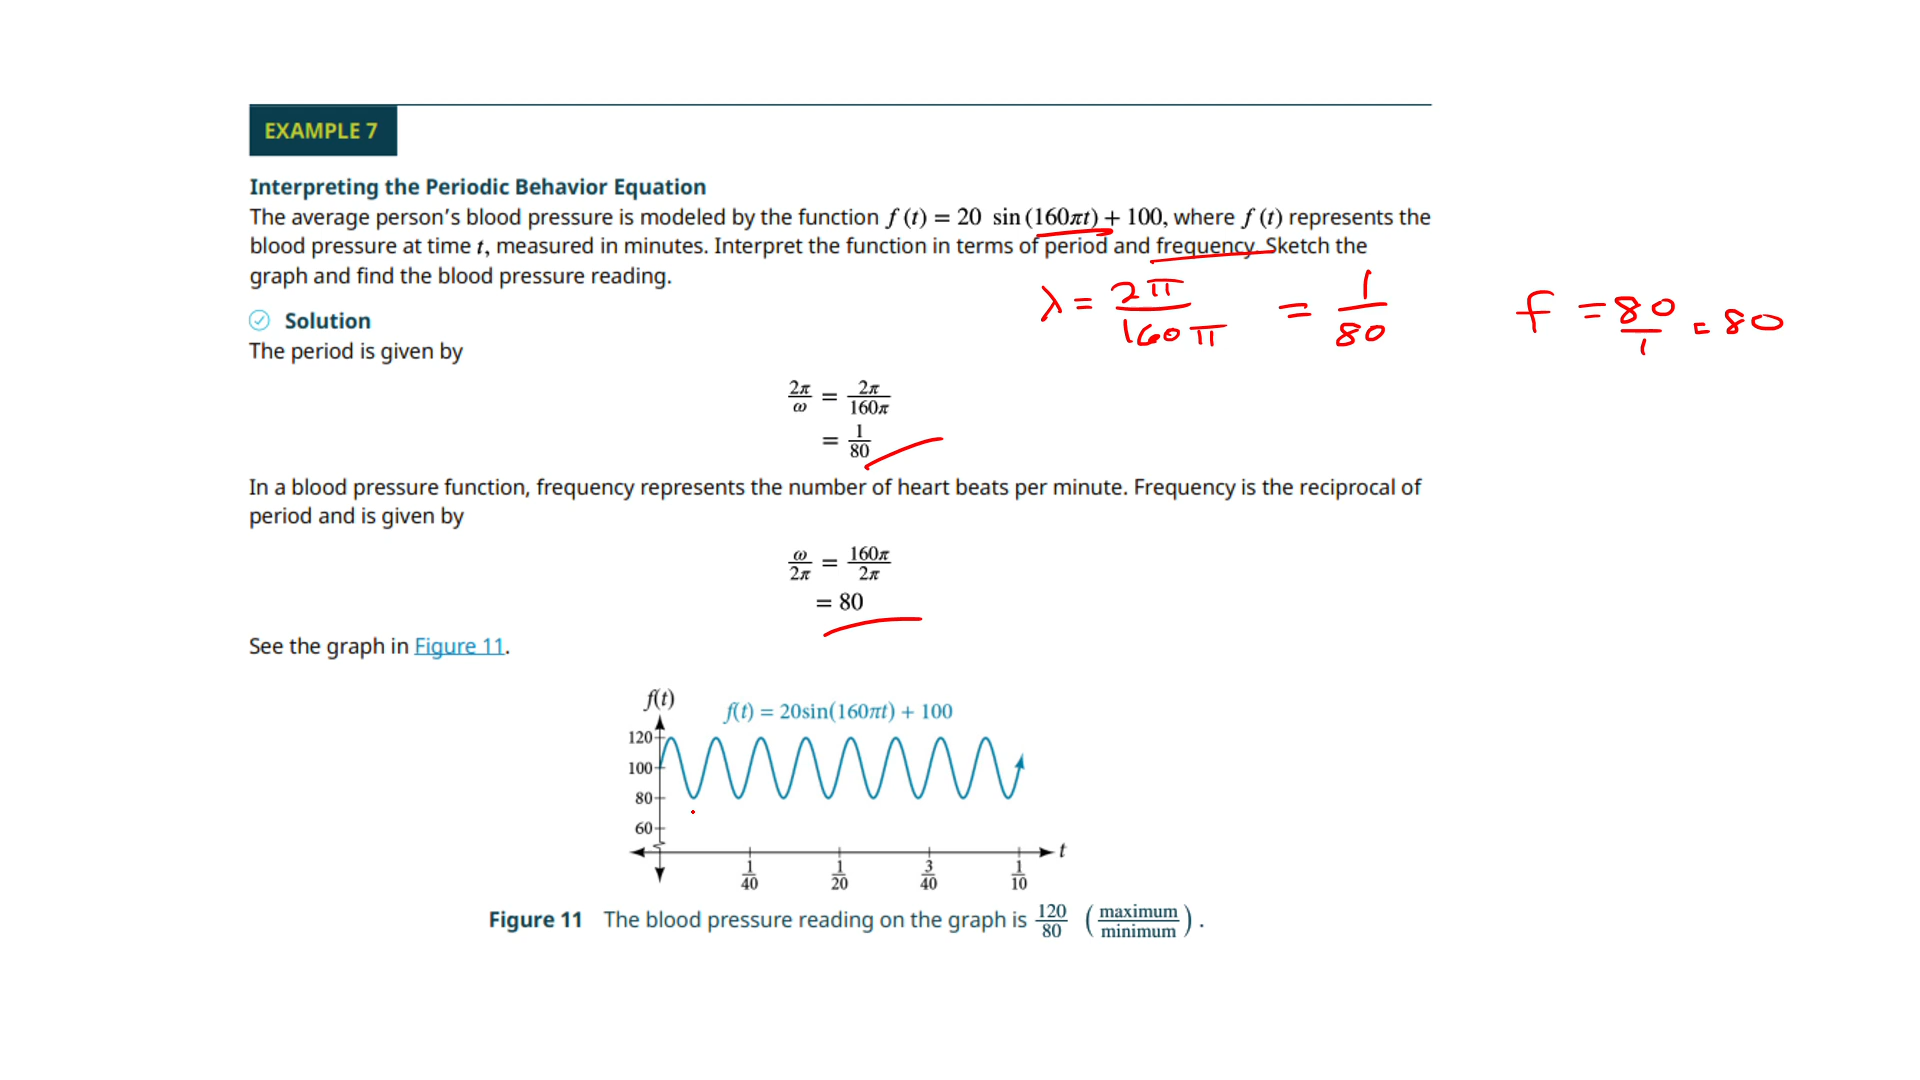 EXAMPLE 7
Interpreting the Periodic Behavior Equation
The average person's blood pressure is modeled by the function f (t) = 20 sin (160πt) + 100, where f (t) represents the
blood pressure at time t, measured in minutes. Interpret the function in terms of period and frequency. Sketch the
graph and find the blood pressure reading.
λ = 2π/160π = 1/80 f = 80/1 = 80
Solution
The period is given by
2π/ω = 2π/160π
= 1/80
In a blood pressure function, frequency represents the number of heart beats per minute. Frequency is the reciprocal of
period and is given by
ω/2π = 160π/2π
= 80
See the graph in Figure 11.
f(t)
f(t) = 20sin(160πt) + 100
120
100
80
60
t
1/40 1/20 3/40 1/10
Figure 11 The blood pressure reading on the graph is 120/80 (maximum/minimum).